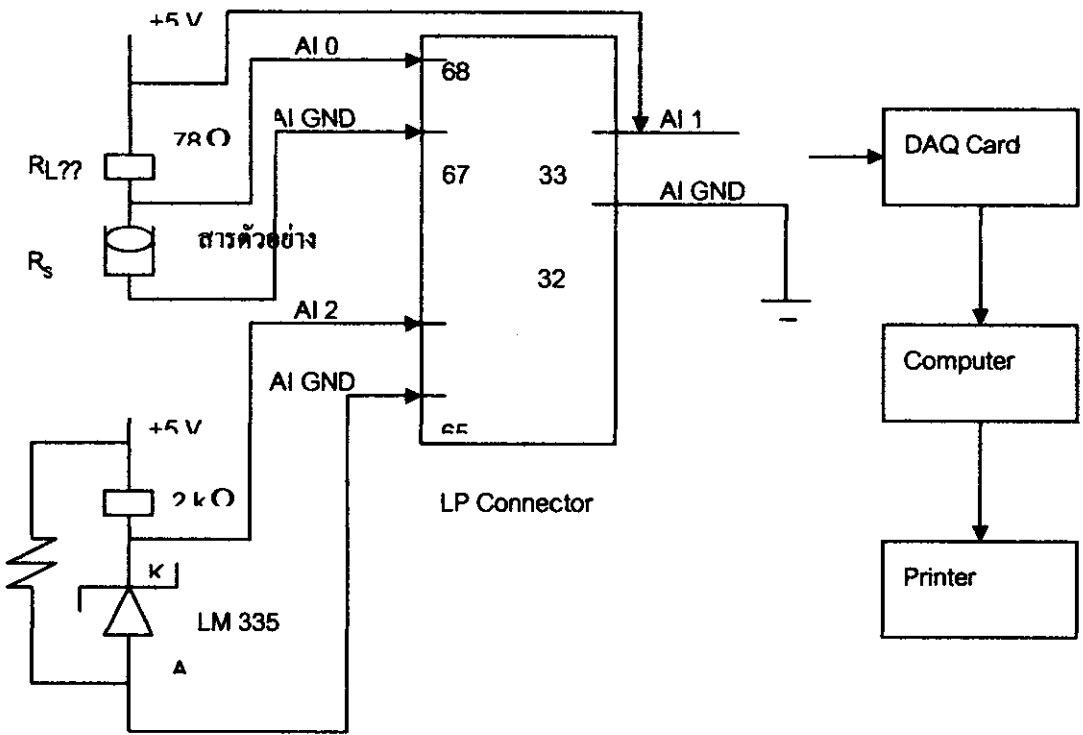 +5 V
AI 0
68
AI GND
AI 1
78 Ω
DAQ Card
R L??
67
33
AI GND
สารตัวอย่าง
Rs
32
AI 2
Computer
AI GND
+5 V
65
2 kΩ
LP Connector
K
Printer
LM 335
A